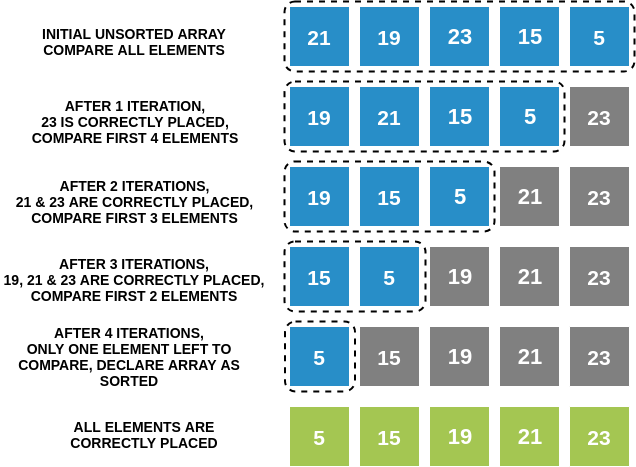 INITIAL UNSORTED ARRAY
COMPARE ALL ELEMENTS
21 19 23 15 5
AFTER 1 ITERATION,
23 IS CORRECTLY PLACED,
COMPARE FIRST 4 ELEMENTS
19 21 15 5 23
AFTER 2 ITERATIONS,
21 & 23 ARE CORRECTLY PLACED,
COMPARE FIRST 3 ELEMENTS
19 15 5 21 23
AFTER 3 ITERATIONS,
19, 21 & 23 ARE CORRECTLY PLACED,
COMPARE FIRST 2 ELEMENTS
15 5 19 21 23
AFTER 4 ITERATIONS,
ONLY ONE ELEMENT LEFT TO
COMPARE, DECLARE ARRAY AS
SORTED
5 15 19 21 23
ALL ELEMENTS ARE
CORRECTLY PLACED
5 15 19 21 23